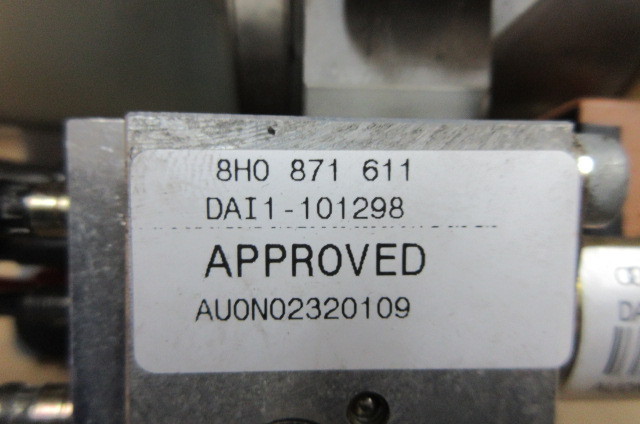 8H0 871 611
DAI1-101298
APPROVED
AU0N02320109